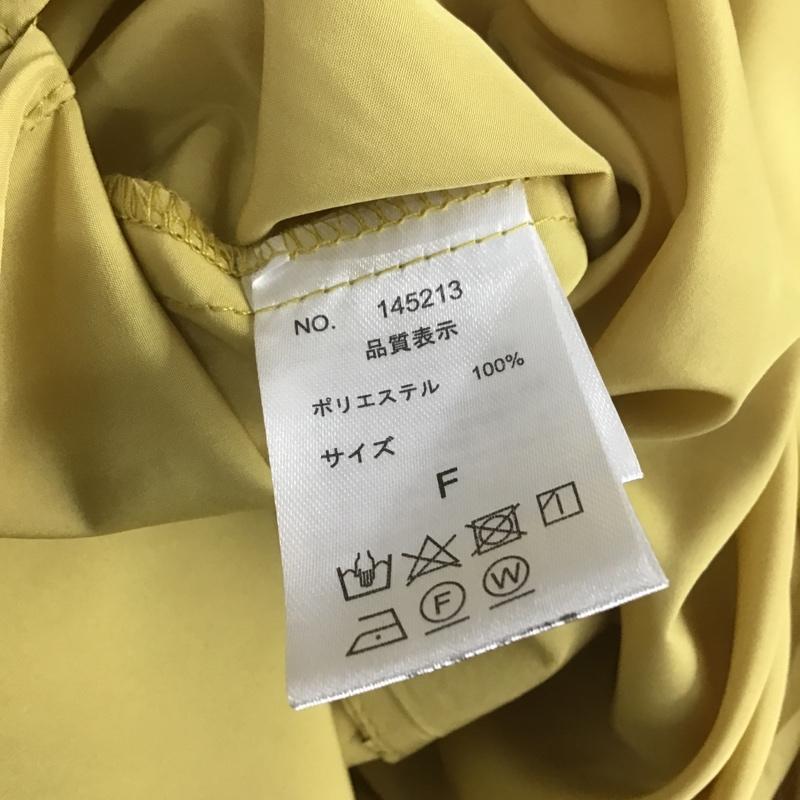 NO. 145213
品質表示
ポリエステル 100%
サイズ
F
F W